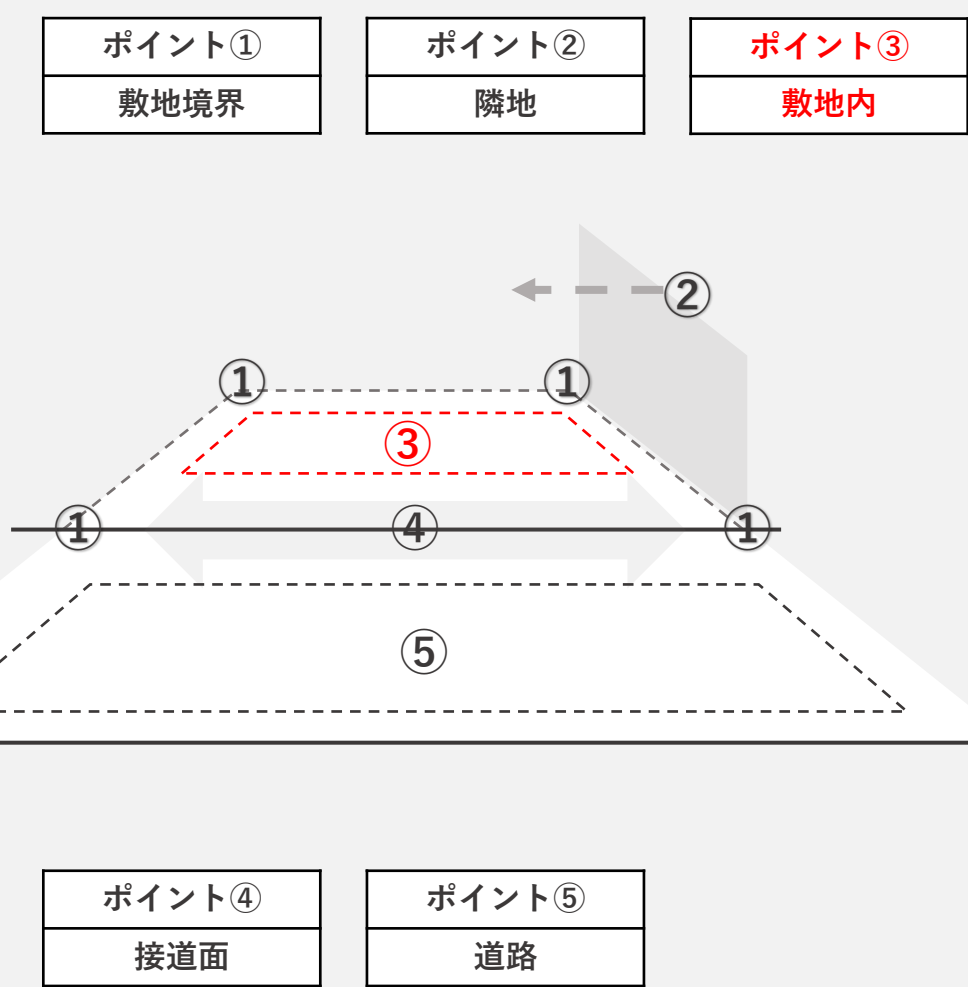 ポイント①
敷地境界
ポイント②
隣地
ポイント③
敷地内
②
①
①
③
①
④
①
⑤
ポイント④
接道面
ポイント⑤
道路